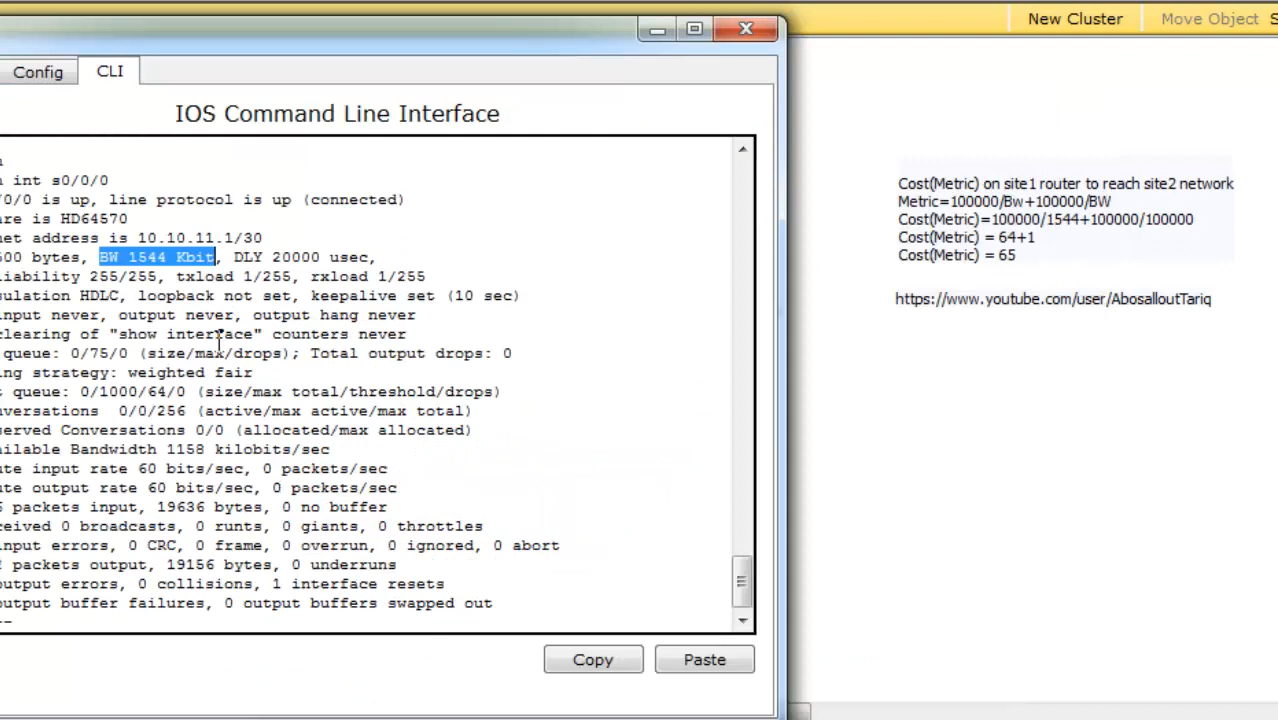 New Cluster
Move Object
S
Config
CLI
IOS Command Line Interface
n int s0/0/0
/0/0 is up, line protocol is up (connected)
are is HD64570
net address is 10.10.11.1/30
500 bytes, BW 1544 Kbit, DLY 20000 usec,
liability 255/255, txload 1/255, rxload 1/255
sulation HDLC, loopback not set, keepalive set (10 sec)
input never, output never, output hang never
clearing of "show interface" counters never
queue: 0/75/0 (size/max/drops); Total output drops: 0
ing strategy: weighted fair
t queue: 0/1000/64/0 (size/max total/threshold/drops)
nversations 0/0/256 (active/max active/max total)
served Conversations 0/0 (allocated/max allocated)
ailable Bandwidth 1158 kilobits/sec
ute input rate 60 bits/sec, 0 packets/sec
ute output rate 60 bits/sec, 0 packets/sec
packets input, 19636 bytes, 0 no buffer
ceived 0 broadcasts, 0 runts, 0 giants, 0 throttles
input errors, 0 CRC, 0 frame, 0 overrun, 0 ignored, 0 abort
packets output, 19156 bytes, 0 underruns
output errors, 0 collisions, 1 interface resets
output buffer failures, 0 output buffers swapped out
--
Copy
Paste
Cost(Metric) on site1 router to reach site2 network
Metric=100000/Bw+100000/BW
Cost(Metric)=100000/1544+100000/100000
Cost(Metric) = 64+1
Cost(Metric) = 65
https://www.youtube.com/user/AbosalloutTariq